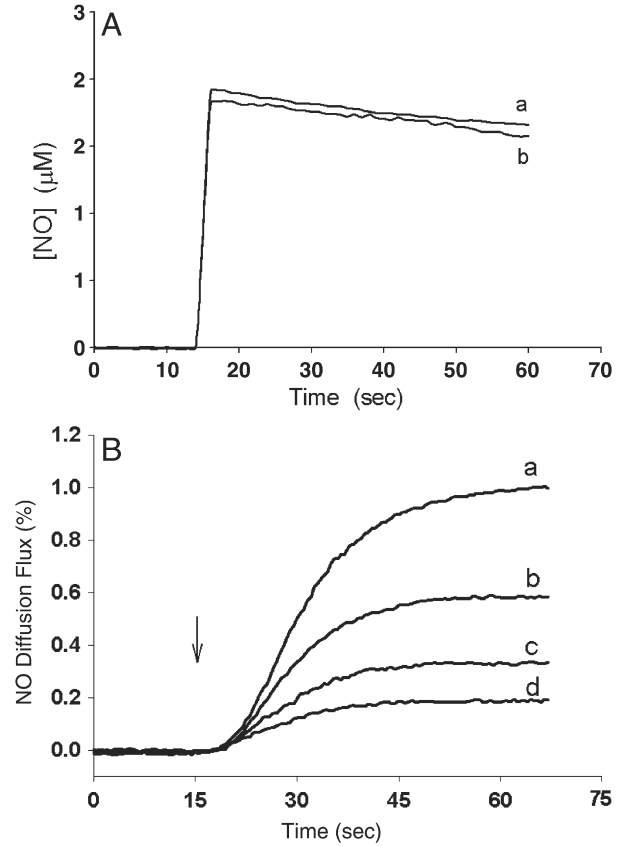 A
3
2
2
1
1
0
[NO] (μM)
a
b
0 10 20 30 40 50 60 70
Time (sec)
B
1.2
1.0
0.8
0.6
0.4
0.2
0.0
NO Diffusion Flux (%)
a
b
c
d
0 15 30 45 60 75
Time (sec)